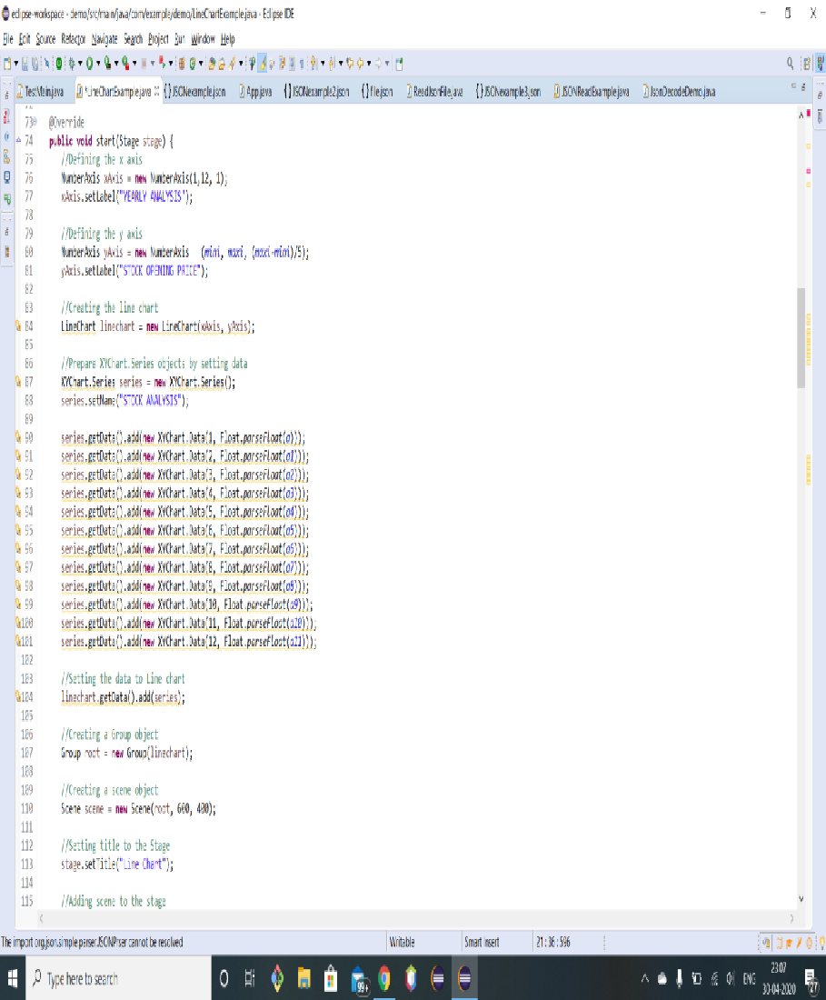 eclipse-workspace - demo/src/main/java/com/example/demo/LineChartExample.java - Eclipse IDE
File Edit Source Refactor Navigate Search Project Run Window Help
TestMain.java *LineChartExample.java JSONexample.json App.java JSONexample2.json file.json ReadJsonFile.java JSONexample3.json JSONReadExample.java JsonDecodeDemo.java
73 @Override
74 public void start(Stage stage) {
75 //Defining the x axis
76 NumberAxis xAxis = new NumberAxis(1,12, 1);
77 xAxis.setLabel("YEARLY ANALYSIS");
78
79 //Defining the y axis
80 NumberAxis yAxis = new NumberAxis (mini, maxi, (maxi-mini)/5);
81 yAxis.setLabel("STOCK OPENING PRICE");
82
83 //Creating the line chart
84 LineChart linechart = new LineChart(xAxis, yAxis);
85
86 //Prepare XYChart.Series objects by setting data
87 XYChart.Series series = new XYChart.Series();
88 series.setName("STOCK ANALYSIS");
89
90 series.getData().add(new XYChart.Data(1, Float.parseFloat(a)));
91 series.getData().add(new XYChart.Data(2, Float.parseFloat(a1)));
92 series.getData().add(new XYChart.Data(3, Float.parseFloat(a2)));
93 series.getData().add(new XYChart.Data(4, Float.parseFloat(a3)));
94 series.getData().add(new XYChart.Data(5, Float.parseFloat(a4)));
95 series.getData().add(new XYChart.Data(6, Float.parseFloat(a5)));
96 series.getData().add(new XYChart.Data(7, Float.parseFloat(a6)));
97 series.getData().add(new XYChart.Data(8, Float.parseFloat(a7)));
98 series.getData().add(new XYChart.Data(9, Float.parseFloat(a8)));
99 series.getData().add(new XYChart.Data(10, Float.parseFloat(a9)));
100 series.getData().add(new XYChart.Data(11, Float.parseFloat(a10)));
101 series.getData().add(new XYChart.Data(12, Float.parseFloat(a11)));
102
103 //Setting the data to Line chart
104 linechart.getData().add(series);
105
106 //Creating a Group object
107 Group root = new Group(linechart);
108
109 //Creating a scene object
110 Scene scene = new Scene(root, 600, 400);
111
112 //Setting title to the Stage
113 stage.setTitle("Line Chart");
114
115 //Adding scene to the stage
The import org.json.simple.parser.JSONPrser cannot be resolved Writable Smart Insert 21 : 36 : 596
Type here to search 99+ ENG 23:07
30-04-2020 27